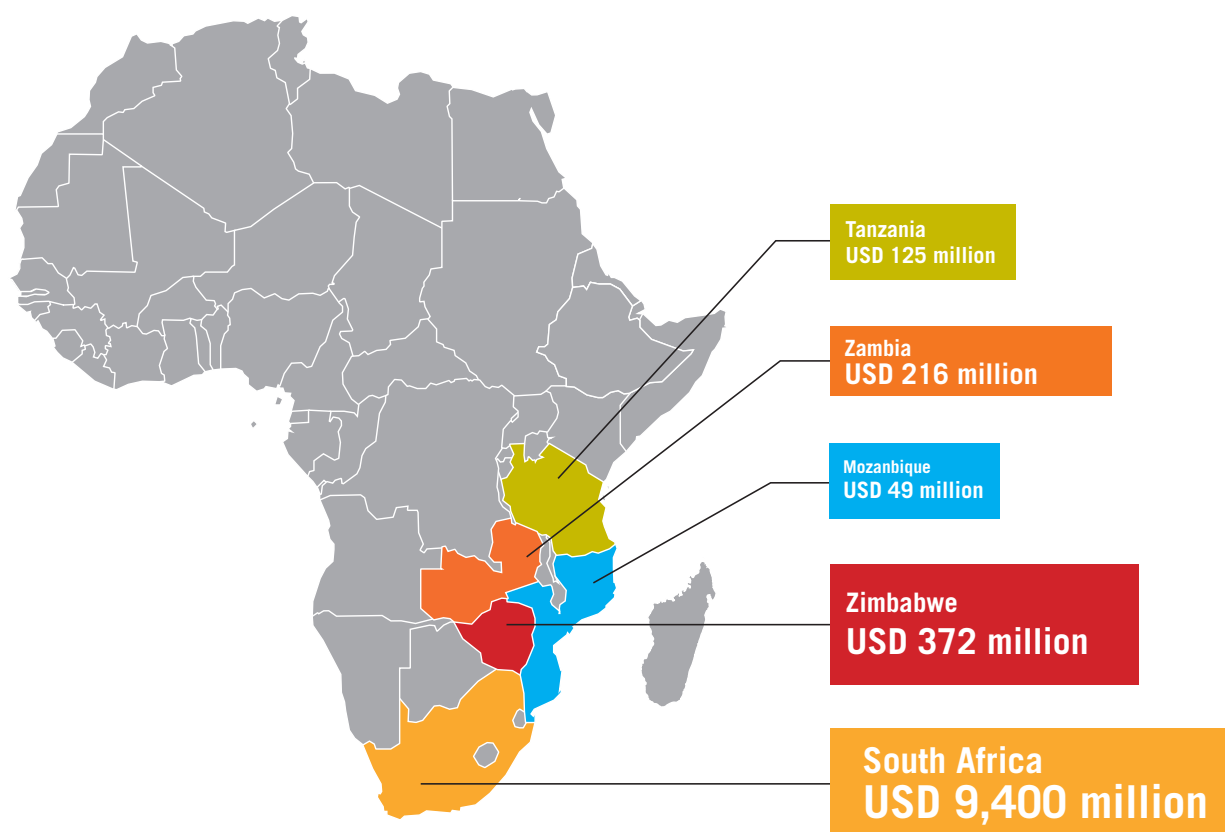 Tanzania
USD 125 million
Zambia
USD 216 million
Mozanbique
USD 49 million
Zimbabwe
USD 372 million
South Africa
USD 9,400 million